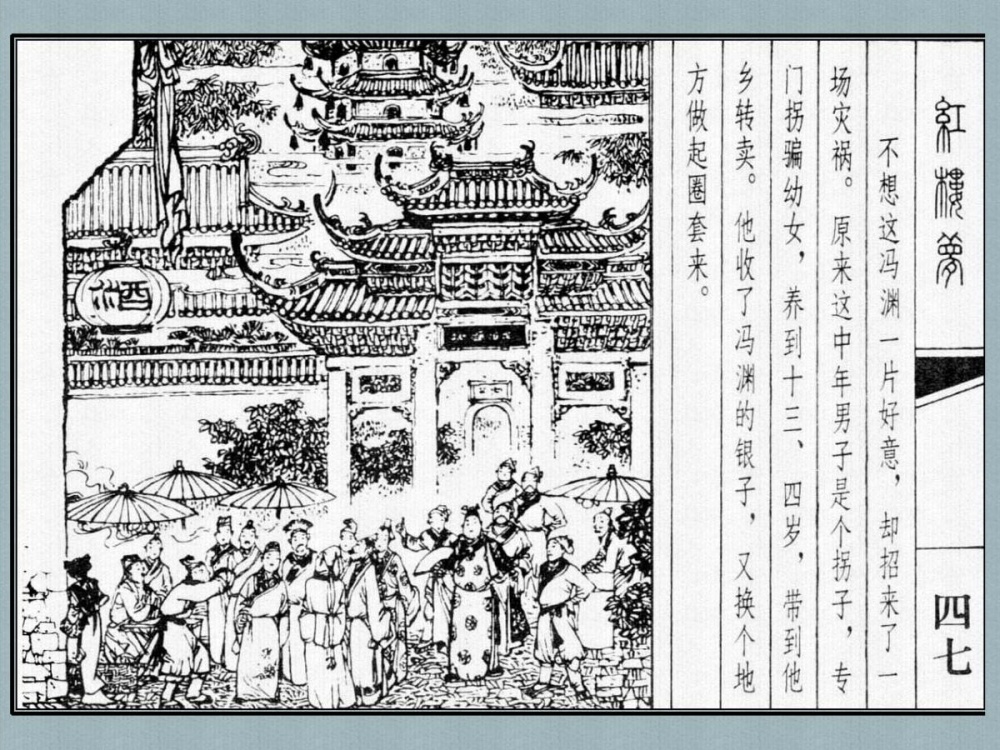 紅樓夢
四七
不想这冯渊一片好意，却招来了一
场灾祸。原来这中年男子是个拐子，专
门拐骗幼女，养到十三、四岁，带到他
乡转卖。他收了冯渊的银子，又换个地
方做起圈套来。
西